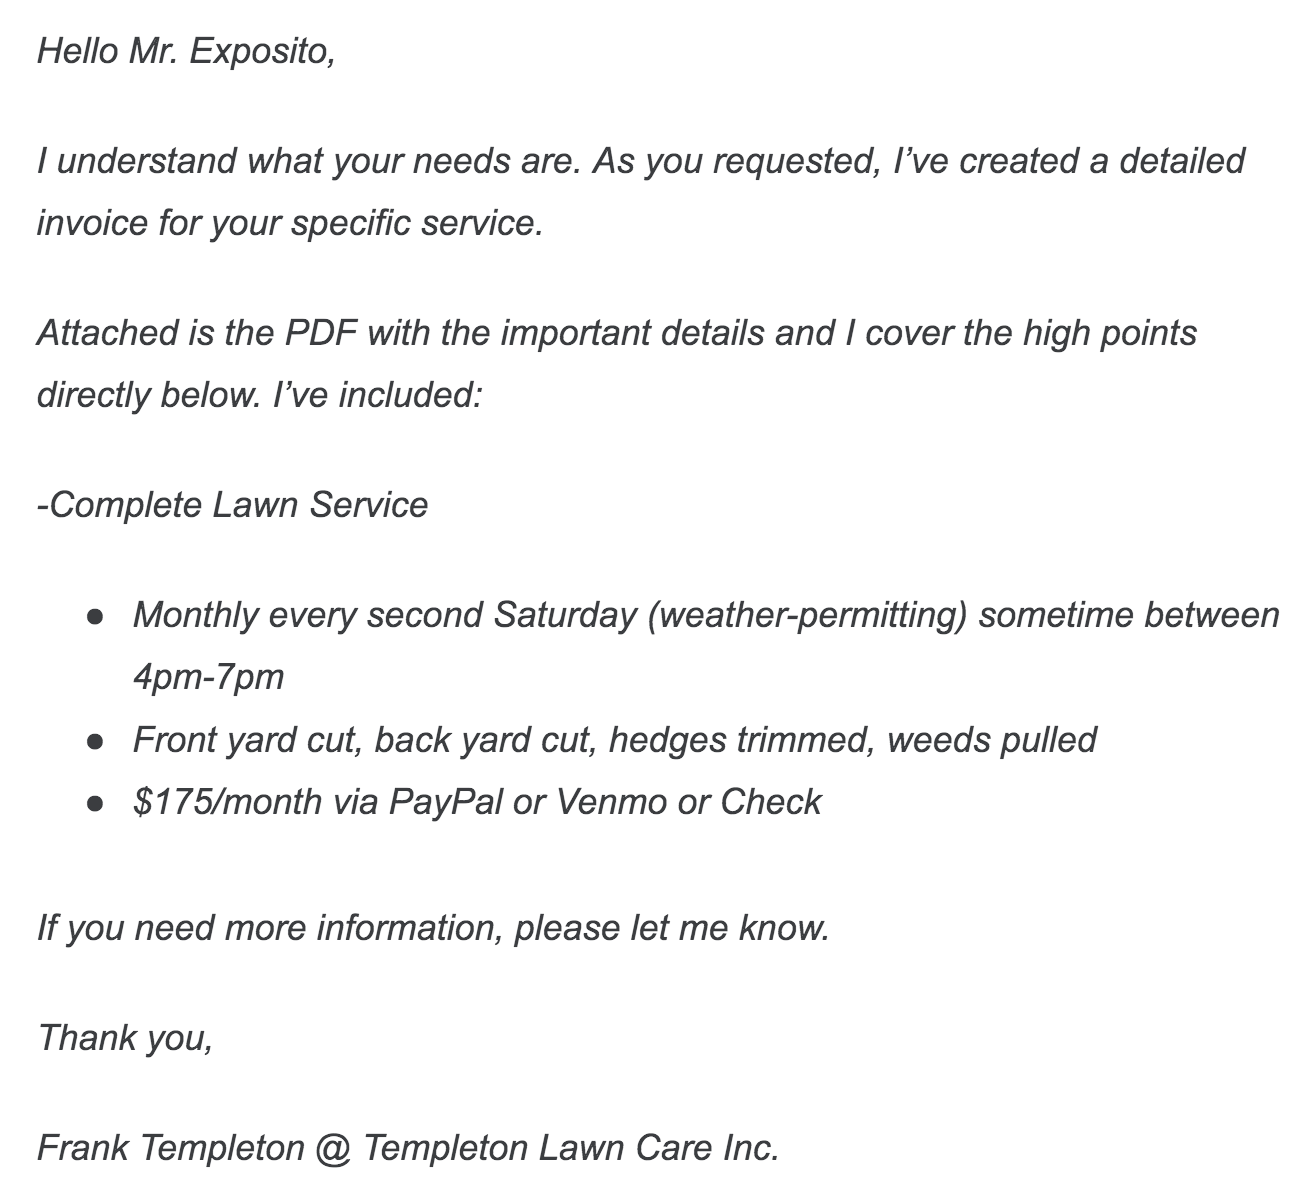 Hello Mr. Exposito,
I understand what your needs are. As you requested, I’ve created a detailed
invoice for your specific service.
Attached is the PDF with the important details and I cover the high points
directly below. I’ve included:
-Complete Lawn Service
● Monthly every second Saturday (weather-permitting) sometime between
4pm-7pm
● Front yard cut, back yard cut, hedges trimmed, weeds pulled
● $175/month via PayPal or Venmo or Check
If you need more information, please let me know.
Thank you,
Frank Templeton @ Templeton Lawn Care Inc.